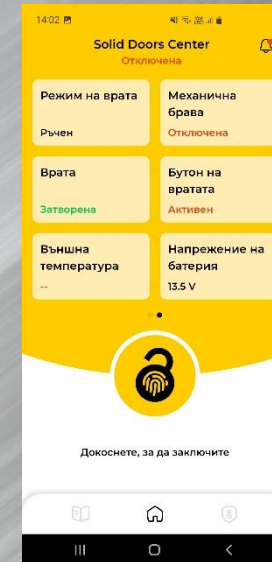 14:02
Solid Doors Center
Отключена
Режим на врата
Ръчен
Механична
брава
Отключена
Врата
Затворена
Бутон на
вратата
Активен
Външна
температура
--
Напрежение на
батерия
13.5 V
Докоснете, за да заключите